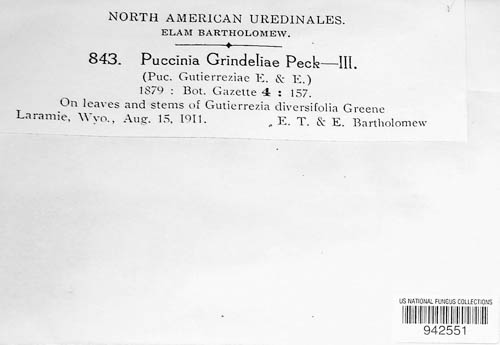 NORTH AMERICAN UREDINALES.
ELAM BARTHOLOMEW.
843. Puccinia Grindeliae Peck—III.
(Puc. Gutierreziae E. & E.)
1879 : Bot. Gazette 4 : 157.
On leaves and stems of Gutierrezia diversifolia Greene
Laramie, Wyo., Aug. 15, 1911. E. T. & E. Bartholomew
US NATIONAL FUNGUS COLLECTIONS
942551